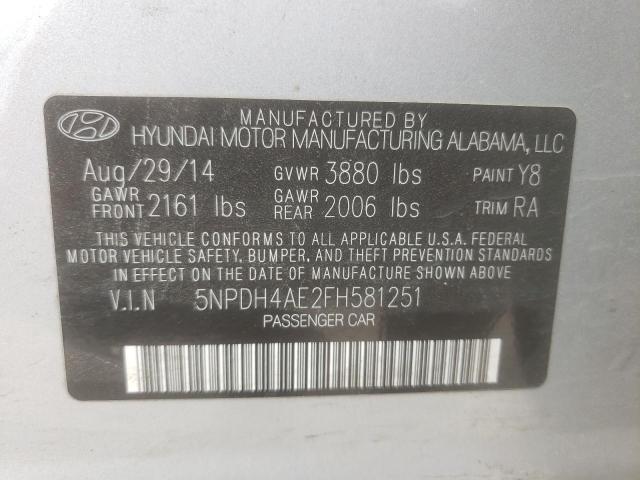 MANUFACTURED BY
HYUNDAI MOTOR MANUFACTURING ALABAMA, LLC
Aug/29/14 GVWR 3880 lbs PAINT Y8
GAWR FRONT 2161 lbs GAWR REAR 2006 lbs TRIM RA
THIS VEHICLE CONFORMS TO ALL APPLICABLE U.S.A. FEDERAL
MOTOR VEHICLE SAFETY, BUMPER, AND THEFT PREVENTION STANDARDS
IN EFFECT ON THE DATE OF MANUFACTURE SHOWN ABOVE.
V.I.N 5NPDH4AE2FH581251
PASSENGER CAR